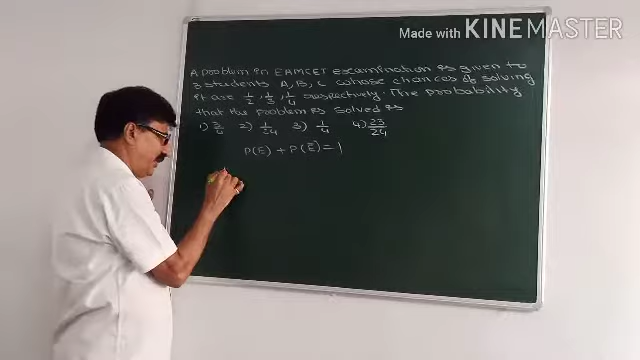 Made with KINEMASTER
A problem in EAMCET examination is given to
3 students A, B, C whose chances of solving
it are 1/2, 1/3, 1/4 respectively. The probability
that the problem is solved is
1) 3/4 2) 1/24 3) 1/4 4) 23/24
P(E) + P(Ē) = 1